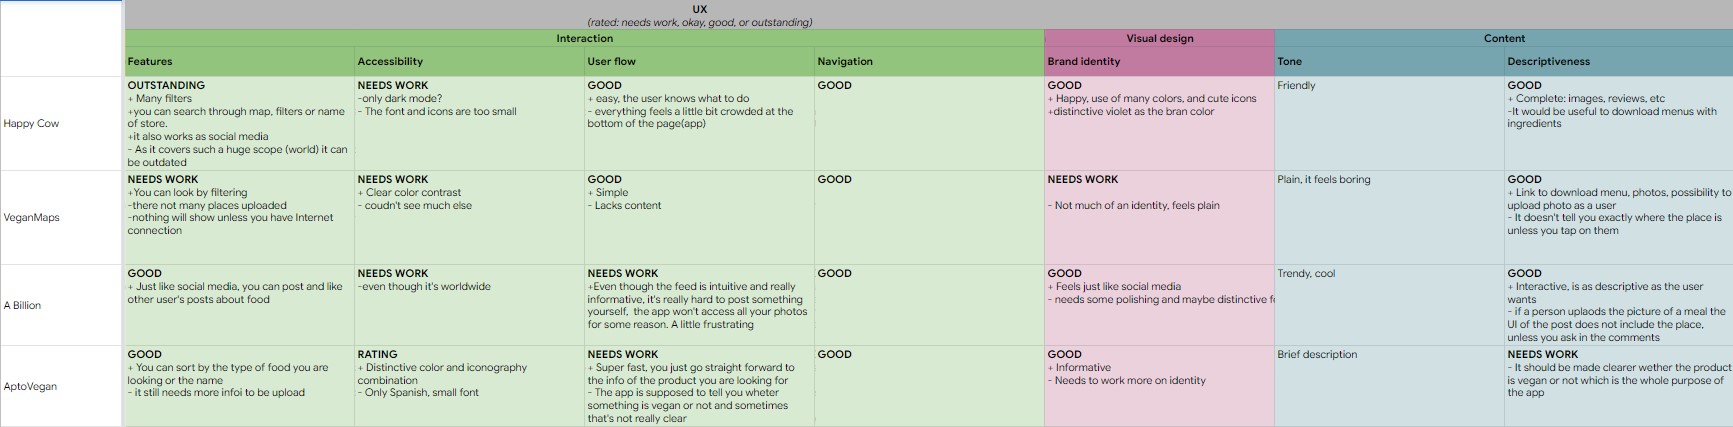 UX
(rated: needs work, okay, good, or outstanding)
Interaction
Visual design
Content
Features
Accessibility
User flow
Navigation
Brand identity
Tone
Descriptiveness
Happy Cow
OUTSTANDING
+ Many filters
+you can search through map, filters or name
of store.
+it also works as social media
- As it covers such a huge scope (world) it can
be outdated
NEEDS WORK
-only dark mode?
- The font and icons are too small
GOOD
+ easy, the user knows what to do
- everything feels a little bit crowded at the
bottom of the page(app)
GOOD
GOOD
+ Happy, use of many colors, and cute icons
+distinctive violet as the bran color
Friendly
GOOD
+ Complete: images, reviews, etc
-It would be useful to download menus with
ingredients
VeganMaps
NEEDS WORK
+You can look by filtering
-there not many places uploaded
-nothing will show unless you have Internet
connection
NEEDS WORK
+ Clear color contrast
- coudn't see much else
GOOD
+ Simple
- Lacks content
GOOD
NEEDS WORK
- Not much of an identity, feels plain
Plain, it feels boring
GOOD
+ Link to download menu, photos, possibility to
upload photo as a user
- It doesn't tell you exactly where the place is
unless you tap on them
A Billion
GOOD
+ Just like social media, you can post and like
other user's posts about food
NEEDS WORK
-even though it's worldwide
NEEDS WORK
+Even though the feed is intuitive and really
informative, it's really hard to post something
yourself, the app won't access all your photos
for some reason. A little frustrating
GOOD
GOOD
+ Feels just like social media
- needs some polishing and maybe distinctive
Trendy, cool
GOOD
+ Interactive, is as descriptive as the user
wants
- if a person uplaods the picture of a meal the
UI of the post does not include the place,
unless you ask in the comments
AptoVegan
GOOD
+ You can sort by the type of food you are
looking or the name
- it still needs more infoi to be upload
RATING
+ Distinctive color and iconography
combination
- Only Spanish, small font
NEEDS WORK
+ Super fast, you just go straight forward to
the info of the product you are looking for
- The app is supposed to tell you wheter
something is vegan or not and sometimes
that's not really clear
GOOD
GOOD
+ Informative
- Needs to work more on identity
Brief description
NEEDS WORK
- It should be made clearer wether the product
is vegan or not which is the whole purpose of
the app